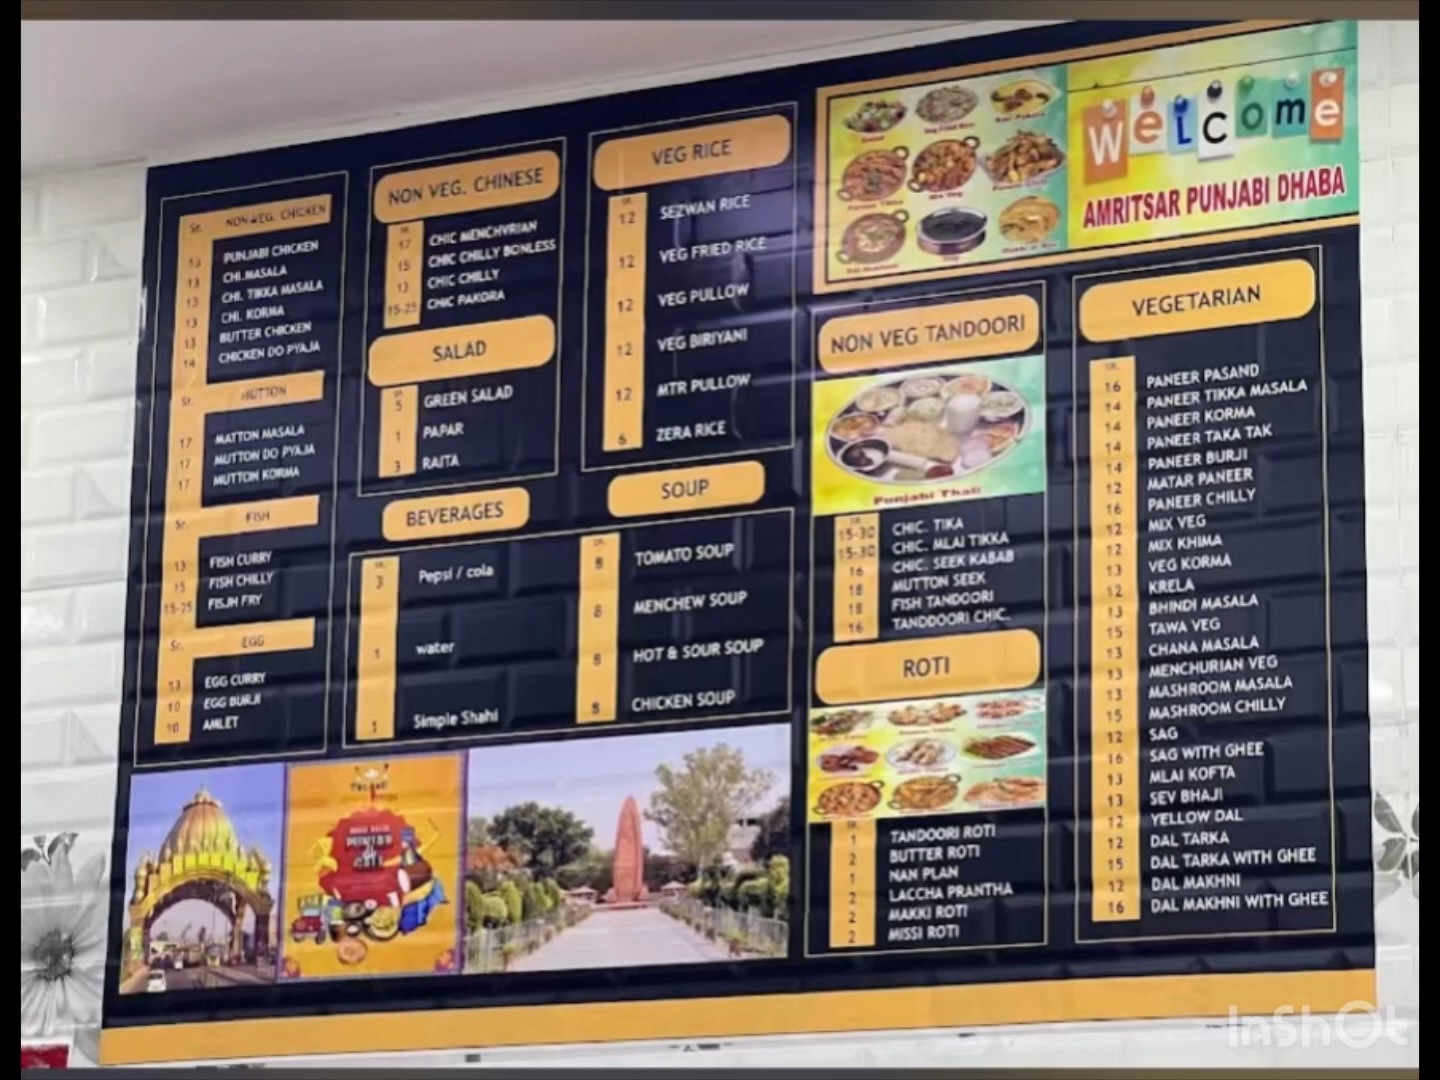 Sr. NON.VEG. CHICKEN
13 PUNJABI CHICKEN
13 CHI.MASALA
13 CHI. TIKKA MASALA
13 CHI. KORMA
13 BUTTER CHICKEN
14 CHICKEN DO PYAJA
Sr. MUTTON
17 MATTON MASALA
17 MUTTON DO PYAJA
17 MUTTON KORMA
Sr. FISH
13 FISH CURRY
15 FISH CHILLY
15-25 FISJH FRY
Sr. EGG
13 EGG CURRY
10 EGG BURJI
10 AMLET
NON VEG. CHINESE
SR
17 CHIC MENCHVRIAN
15 CHIC CHILLY BONLESS
13 CHIC CHILLY
15-25 CHIC PAKORA
SALAD
SR
5 GREEN SALAD
1 PAPAR
3 RAITA
BEVERAGES
SR.
3 Pepsi / cola
1 water
1 Simple Shahi
VEG RICE
SR.
12 SEZWAN RICE
12 VEG FRIED RICE
12 VEG PULLOW
12 VEG BIRIYANI
12 MTR PULLOW
6 ZERA RICE
SOUP
SR.
8 TOMATO SOUP
8 MENCHEW SOUP
8 HOT & SOUR SOUP
8 CHICKEN SOUP
WeLcome
AMRITSAR PUNJABI DHABA
Veg Fried Rice
Mix Veg
NON VEG TANDOORI
Punjabi Thali
SR
15-30 CHIC. TIKA
15-30 CHIC. MLAI TIKKA
16 CHIC. SEEK KABAB
18 MUTTON SEEK
18 FISH TANDOORI
16 TANDDOORI CHIC.
ROTI
SR
1 TANDOORI ROTI
2 BUTTER ROTI
1 NAN PLAN
2 LACCHA PRANTHA
2 MAKKI ROTI
2 MISSI ROTI
VEGETARIAN
SR.
16 PANEER PASAND
14 PANEER TIKKA MASALA
14 PANEER KORMA
14 PANEER TAKA TAK
14 PANEER BURJI
12 MATAR PANEER
16 PANEER CHILLY
12 MIX VEG
12 MIX KHIMA
13 VEG KORMA
12 KRELA
13 BHINDI MASALA
15 TAWA VEG
13 CHANA MASALA
13 MENCHURIAN VEG
13 MASHROOM MASALA
15 MASHROOM CHILLY
12 SAG
16 SAG WITH GHEE
13 MLAI KOFTA
13 SEV BHAJI
12 YELLOW DAL
12 DAL TARKA
15 DAL TARKA WITH GHEE
12 DAL MAKHNI
16 DAL MAKHNI WITH GHEE
InShOt